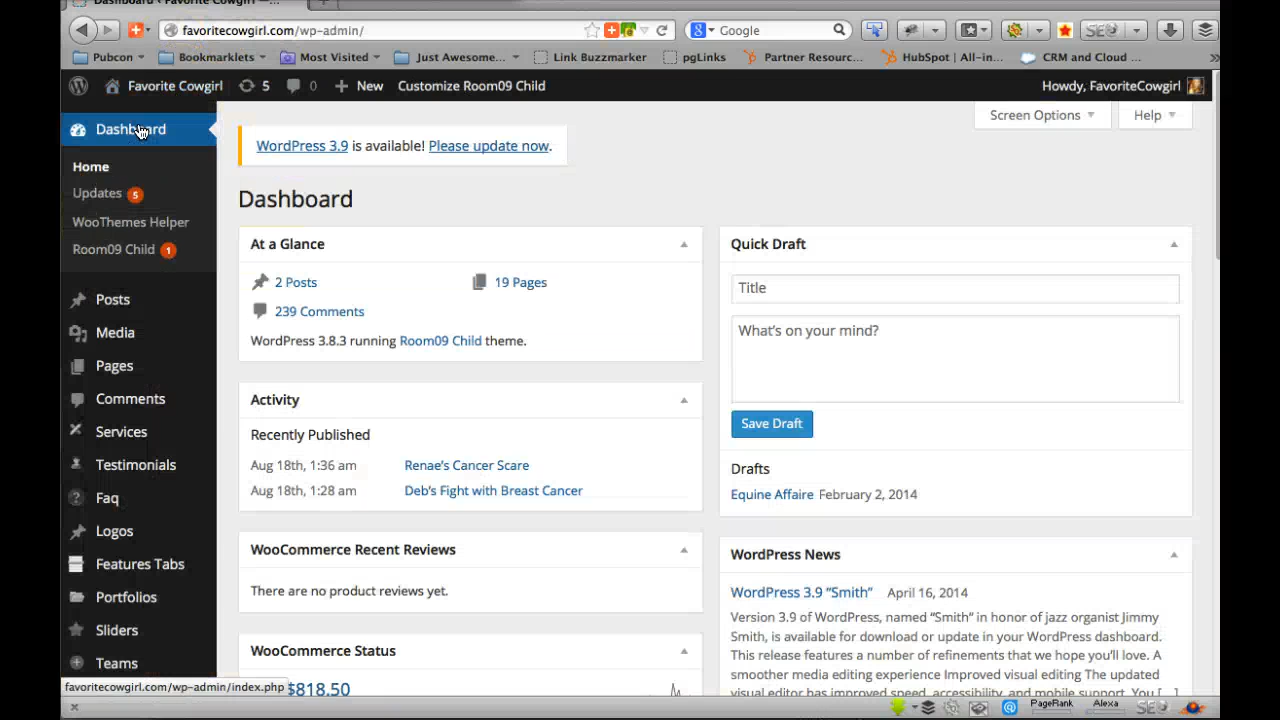 Dashboard ‹ Favorite Cowgirl —...
favoritecowgirl.com/wp-admin/
Google
Pubcon
Bookmarklets
Most Visited
Just Awesome...
Link Buzzmarker
pgLinks
Partner Resourc...
HubSpot | All-in...
CRM and Cloud ...
Favorite Cowgirl
5
0
New
Customize Room09 Child
Howdy, FavoriteCowgirl
Screen Options
Help
Dashboard
Home
Updates 5
WooThemes Helper
Room09 Child 1
Posts
Media
Pages
Comments
Services
Testimonials
Faq
Logos
Features Tabs
Portfolios
Sliders
Teams
WordPress 3.9 is available! Please update now.
Dashboard
At a Glance
2 Posts
19 Pages
239 Comments
WordPress 3.8.3 running Room09 Child theme.
Activity
Recently Published
Aug 18th, 1:36 am Renae's Cancer Scare
Aug 18th, 1:28 am Deb's Fight with Breast Cancer
WooCommerce Recent Reviews
There are no product reviews yet.
WooCommerce Status
$818.50
Quick Draft
Title
What's on your mind?
Save Draft
Drafts
Equine Affaire February 2, 2014
WordPress News
WordPress 3.9 “Smith” April 16, 2014
Version 3.9 of WordPress, named “Smith” in honor of jazz organist Jimmy
Smith, is available for download or update in your WordPress dashboard.
This release features a number of refinements that we hope you'll love. A
smoother media editing experience Improved visual editing The updated
visual editor has improved speed, accessibility, and mobile support. You [...]
favoritecowgirl.com/wp-admin/index.php
PageRank
Alexa
SEO